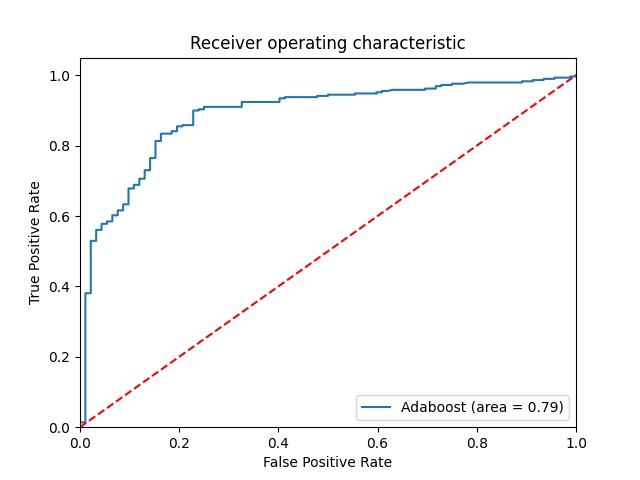 Receiver operating characteristic
True Positive Rate
1.0
0.8
0.6
0.4
0.2
0.0
0.0 0.2 0.4 0.6 0.8 1.0
False Positive Rate
Adaboost (area = 0.79)